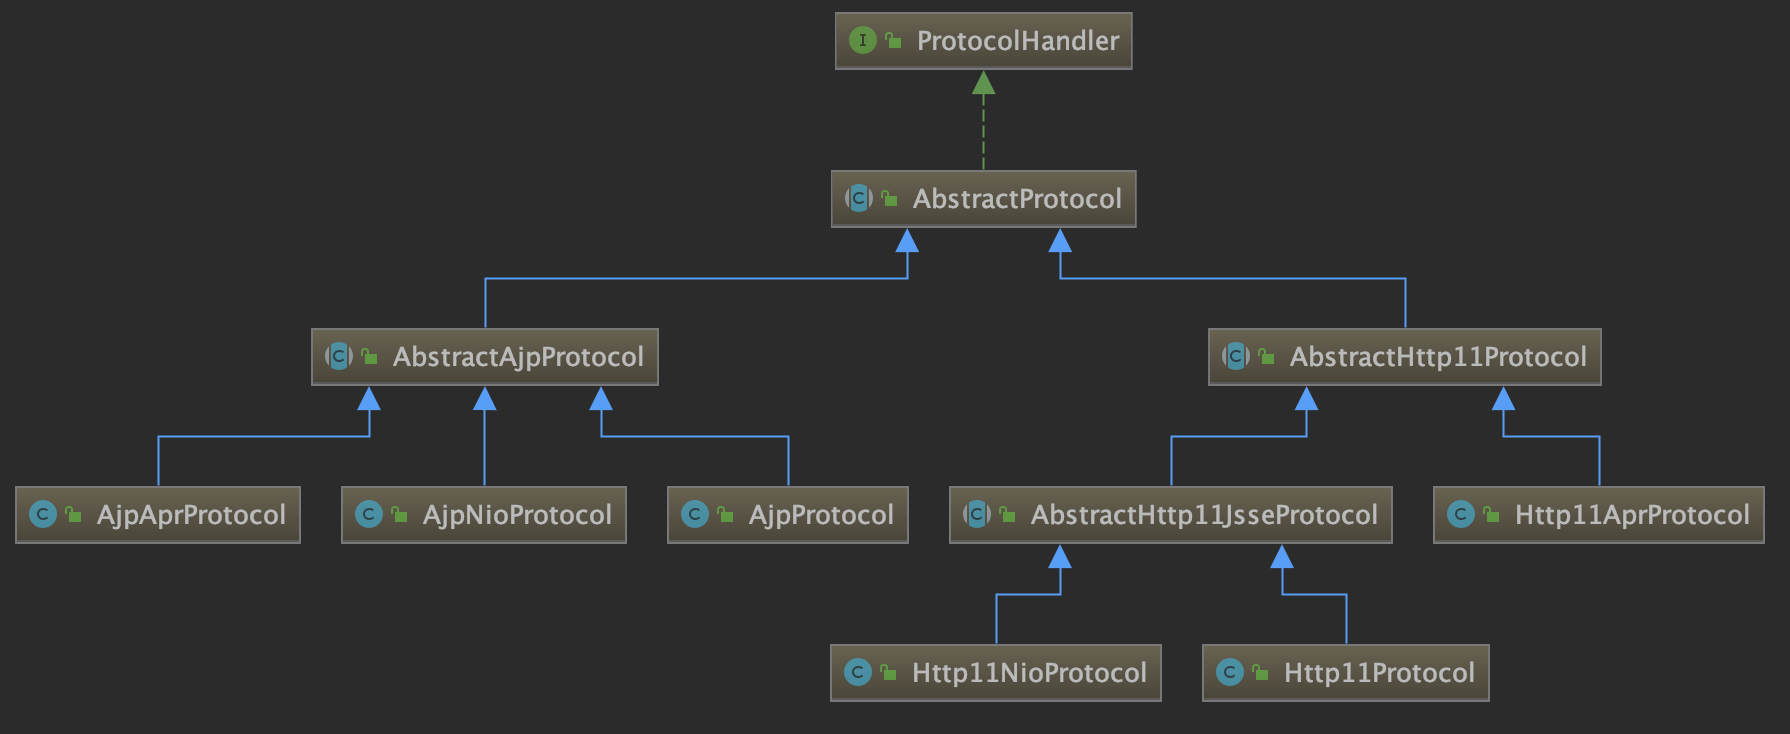 I ProtocolHandler
C AbstractProtocol
C AbstractAjpProtocol
C AbstractHttp11Protocol
C AjpAprProtocol
C AjpNioProtocol
C AjpProtocol
C AbstractHttp11JsseProtocol
C Http11AprProtocol
C Http11NioProtocol
C Http11Protocol